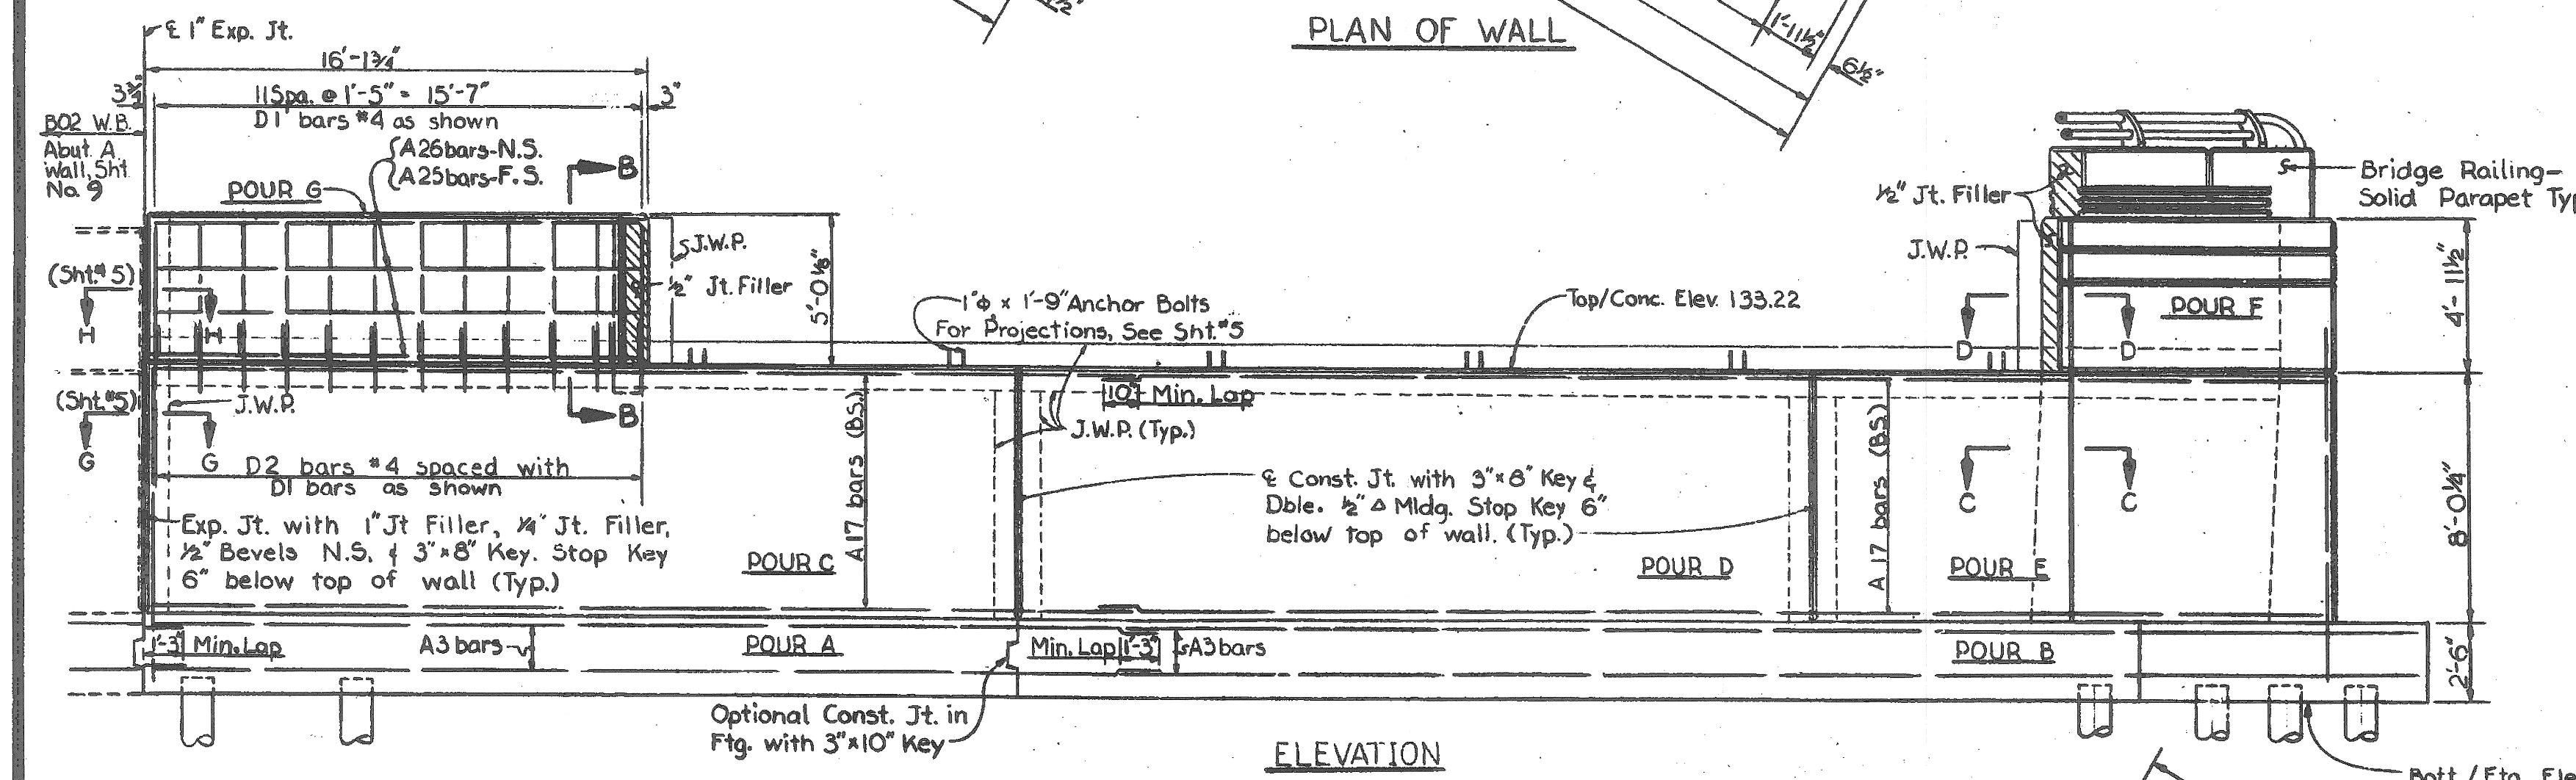 PLAN OF WALL
1'-11½"
6½"
½"
℄ 1" Exp. Jt.
16'-1¾"
3¾"
11 Spa. @ 1'-5" = 15'-7"
3"
D1 bars #4 as shown
B02 W.B.
Abut. A
Wall, Sht.
No. 9
A26 bars-N.S.
A25 bars-F.S.
POUR G
B
J.W.P.
½" Jt. Filler
5'-0⅛"
(Sht.#5)
H
H
1"ϕ x 1'-9" Anchor Bolts
For Projections, See Sht.#5
Top/Conc. Elev. 133.22
½" Jt. Filler
J.W.P.
Bridge Railing-
Solid Parapet Typ
POUR F
4'-11½"
D
D
(Sht.#5)
J.W.P.
G
G
B
D2 bars #4 spaced with
D1 bars as shown
A17 bars (B.S.)
10" Min. Lap
J.W.P. (Typ.)
℄ Const. Jt. with 3"x8" Key &
Dble. ½" Δ Mldg. Stop Key 6"
below top of wall. (Typ.)
A17 bars (B.S.)
C
C
8'-0¼"
Exp. Jt. with 1" Jt Filler, ¼" Jt. Filler,
½" Bevels N.S. & 3"x8" Key. Stop Key
6" below top of wall (Typ.)
POUR C
POUR D
POUR E
1'-3" Min. Lap
A3 bars
POUR A
Min. Lap 1'-3"
A3 bars
POUR B
2'-6"
Optional Const. Jt. in
Ftg. with 3"x10" Key
ELEVATION
Bott./Ftg. Ele